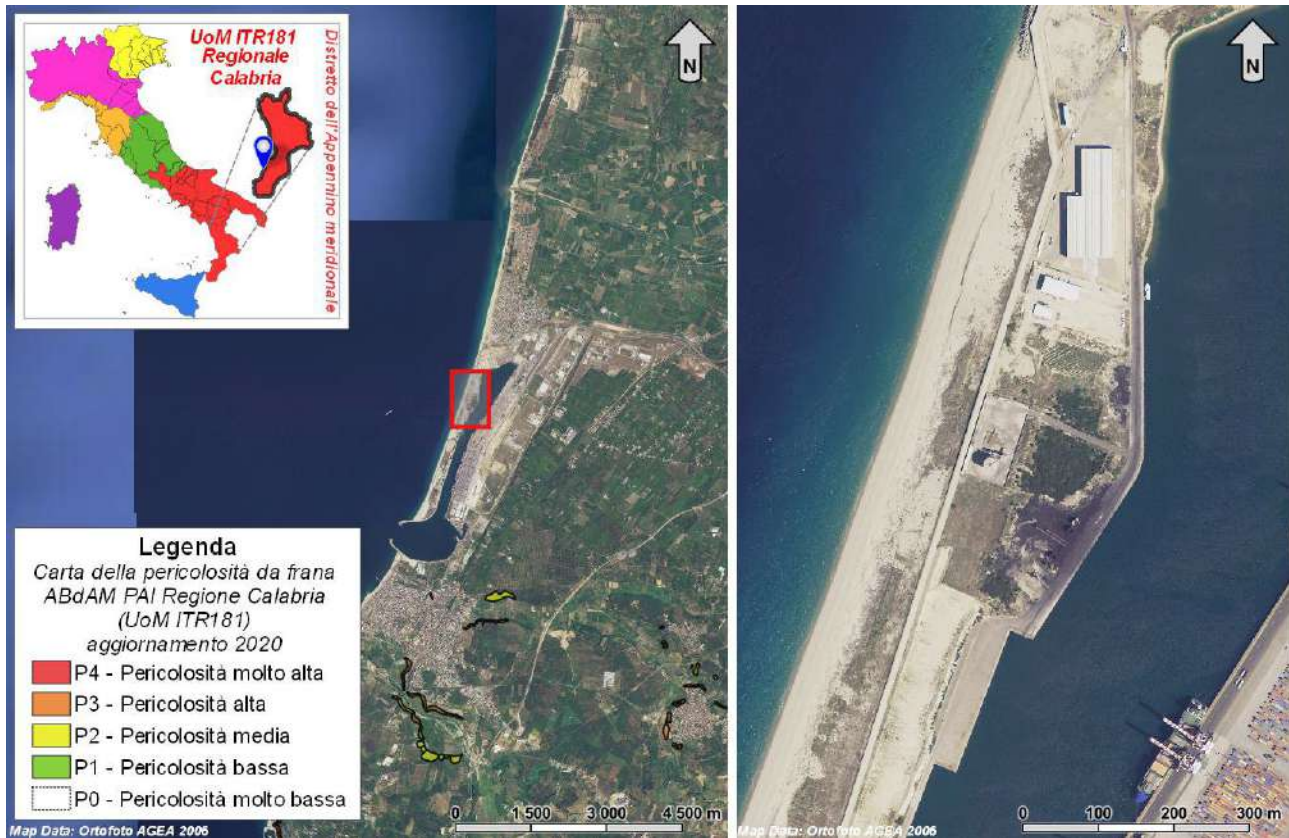 UoM ITR181
Regionale
Calabria
Distretto dell'Appennino meridionale
N
Legenda
Carta della pericolosità da frana
ABdAM PAI Regione Calabria
(UoM ITR181)
aggiornamento 2020
P4 - Pericolosità molto alta
P3 - Pericolosità alta
P2 - Pericolosità media
P1 - Pericolosità bassa
P0 - Pericolosità molto bassa
0 1 500 3 000 4 500 m
Map Data: Ortofoto AGEA 2006
N
0 100 200 300 m
Map Data: Ortofoto AGEA 2006